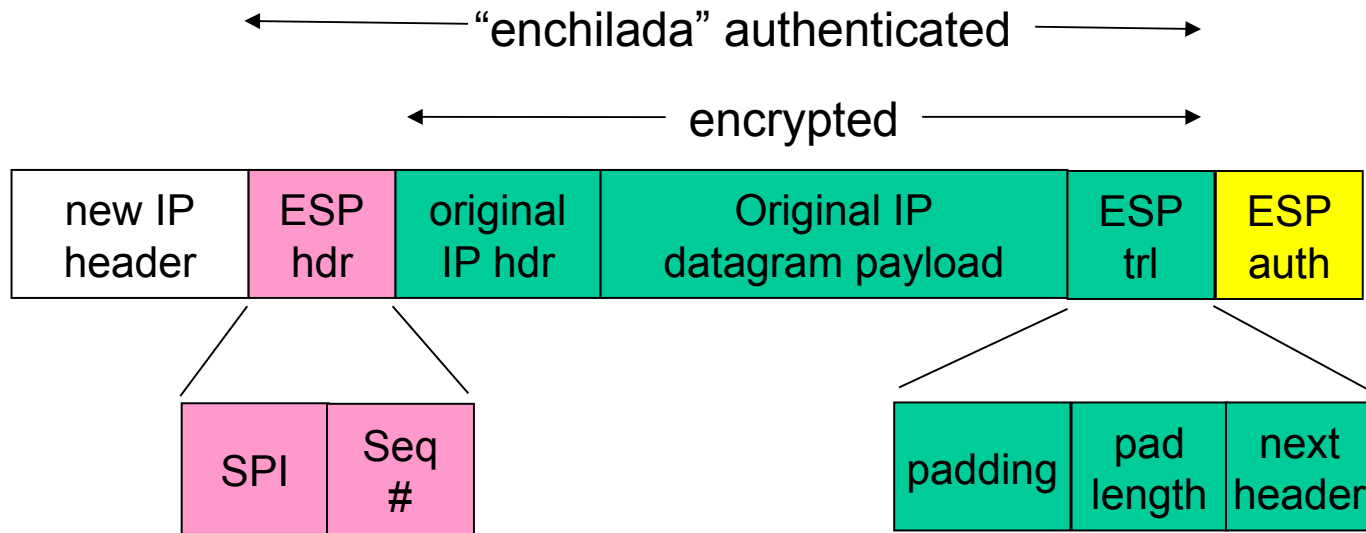 “enchilada” authenticated
encrypted
new IP
header
ESP
hdr
original
IP hdr
Original IP
datagram payload
ESP
trl
ESP
auth
SPI
Seq
#
padding
pad
length
next
header